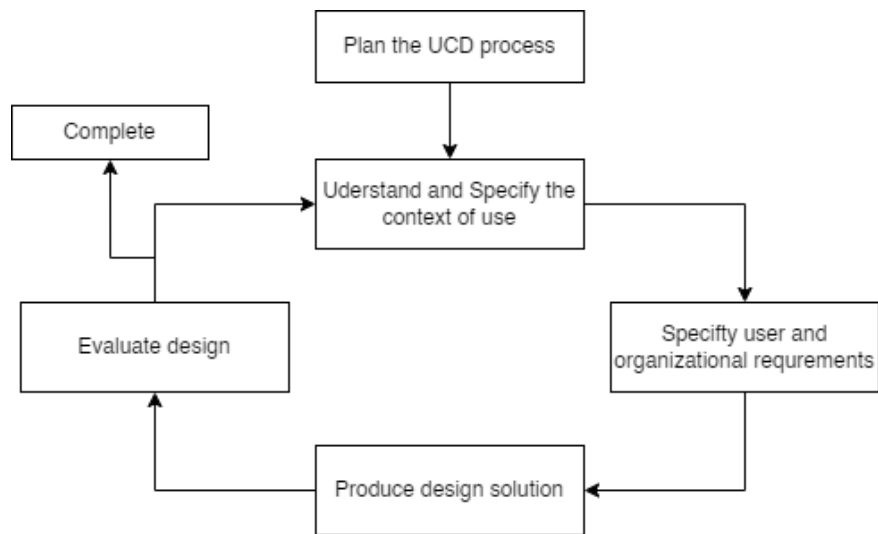 Plan the UCD process
Complete
Uderstand and Specify the
context of use
Evaluate design
Specifty user and
organizational requrements
Produce design solution